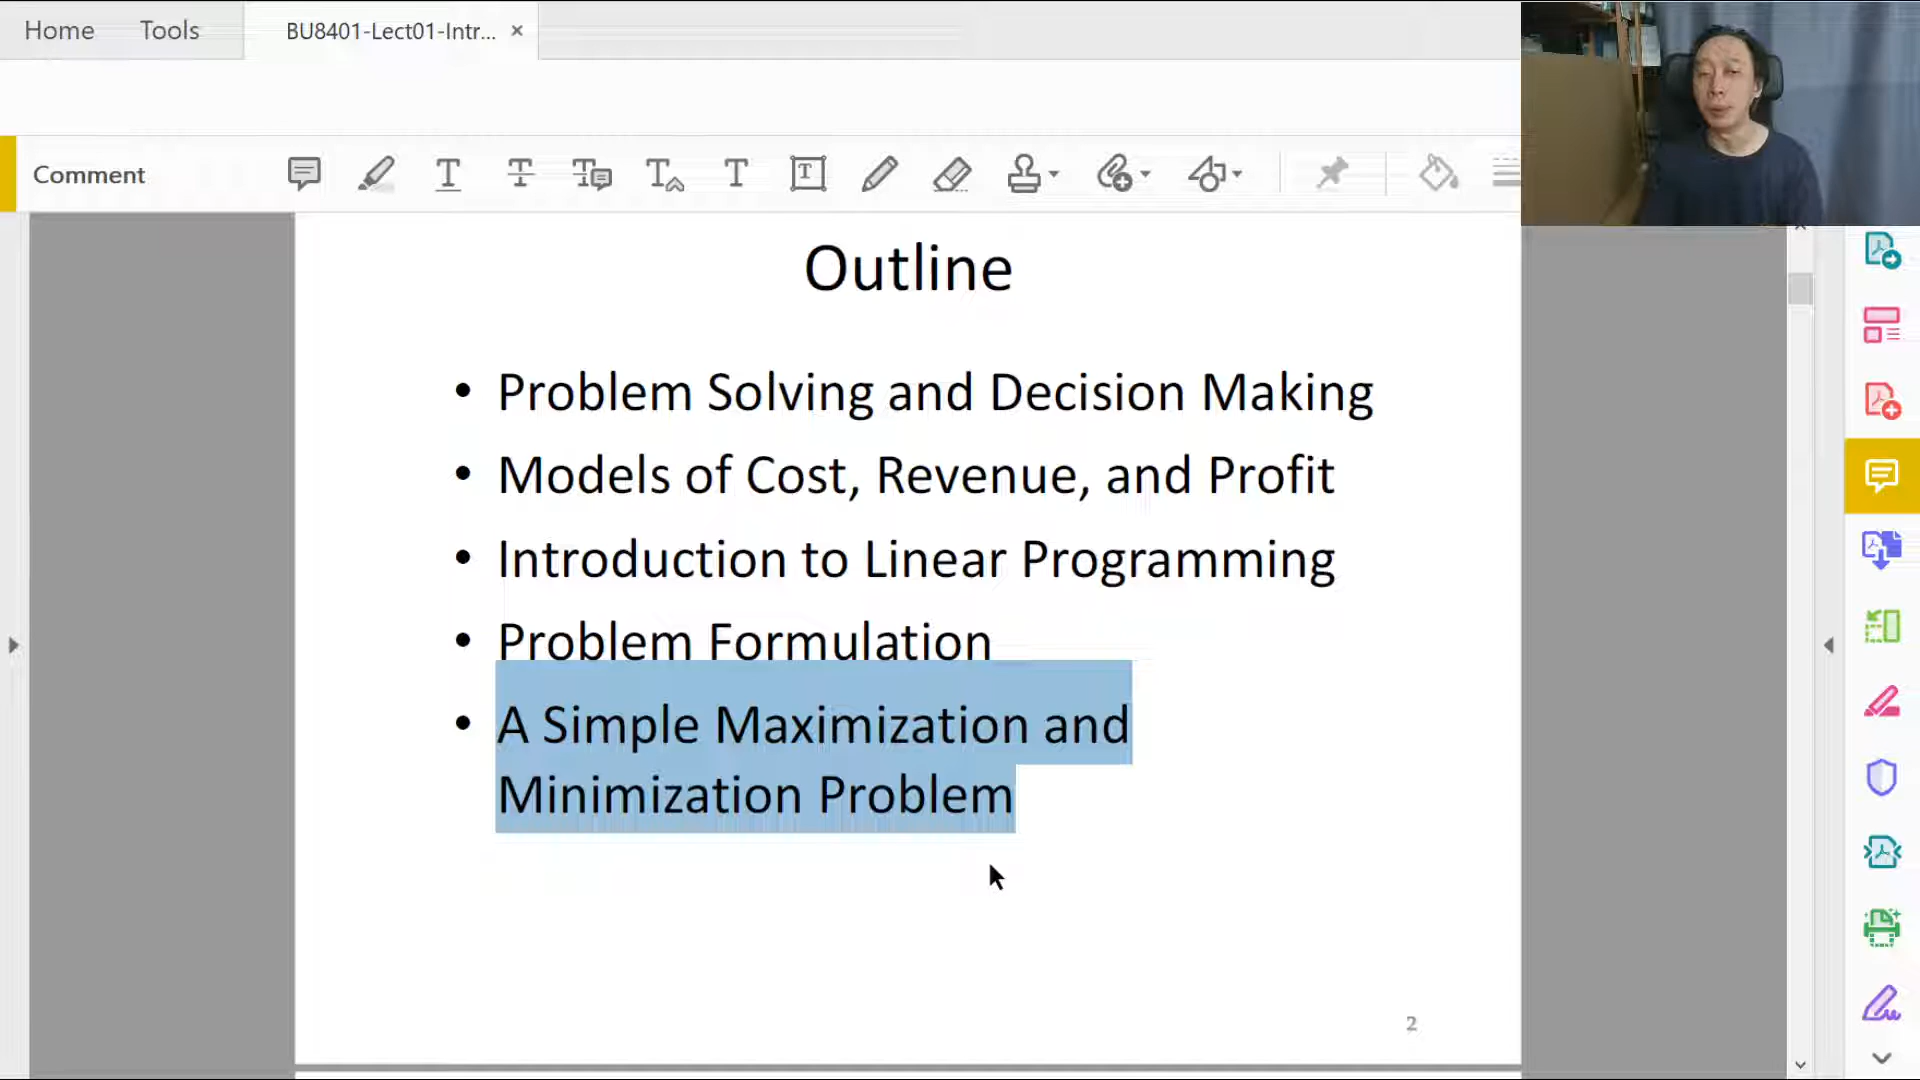 Home Tools BU8401-Lect01-Intr... ×
Comment
Outline
• Problem Solving and Decision Making
• Models of Cost, Revenue, and Profit
• Introduction to Linear Programming
• Problem Formulation
• A Simple Maximization and
Minimization Problem
2